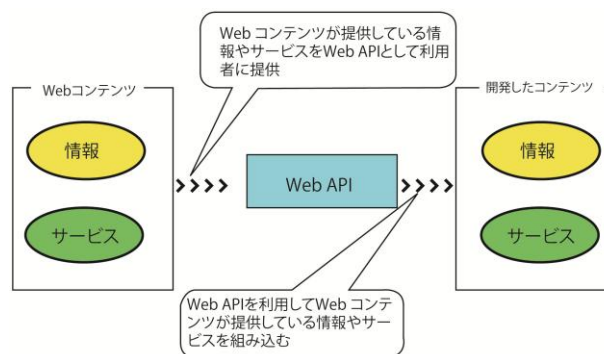 Web コンテンツが提供している情
報やサービスをWeb APIとして利用
者に提供
Webコンテンツ
情報
サービス
Web API
開発したコンテンツ
情報
サービス
Web APIを利用してWeb コンテン
ツが提供している情報やサー
ビスを組み込む